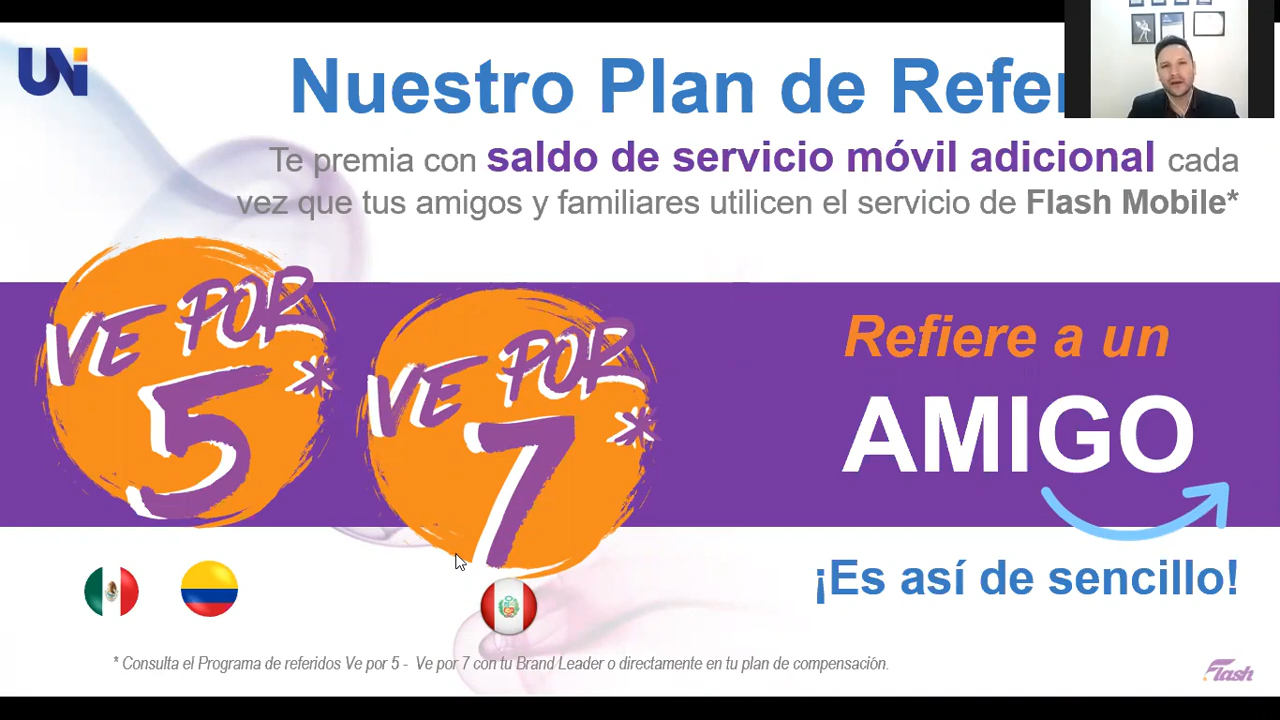 UNi
Nuestro Plan de Refer
Te premia con saldo de servicio móvil adicional cada
vez que tus amigos y familiares utilicen el servicio de Flash Mobile*
VE POR
5*
VE POR
7*
Refiere a un
AMIGO
¡Es así de sencillo!
* Consulta el Programa de referidos Ve por 5 - Ve por 7 con tu Brand Leader o directamente en tu plan de compensación.
Flash